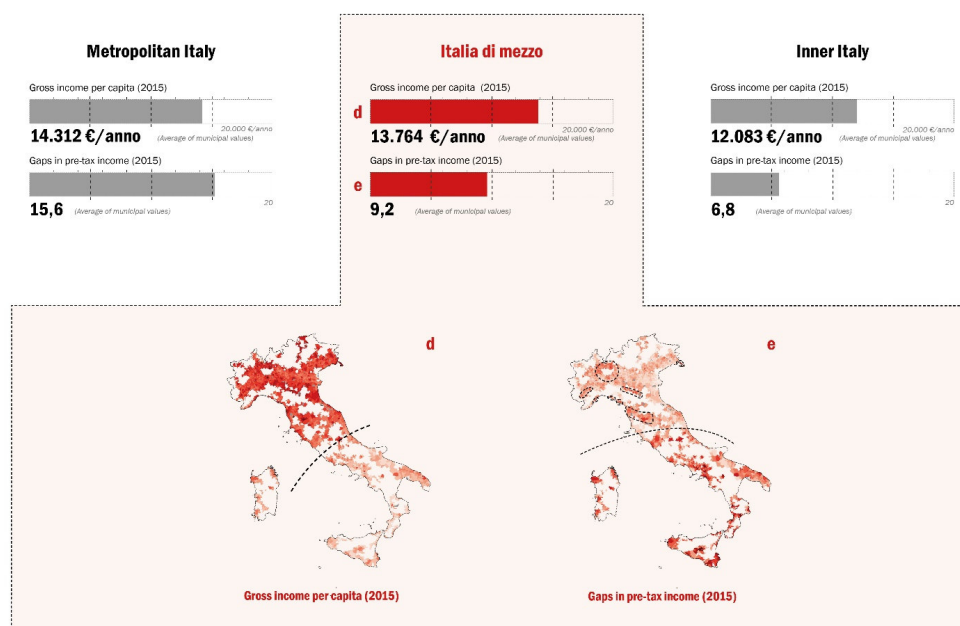 Metropolitan Italy
Gross income per capita (2015)
20.000 €/anno
14.312 €/anno (Average of municipal values)
Gaps in pre-tax income (2015)
20
15,6 (Average of municipal values)
Italia di mezzo
Gross income per capita (2015)
d
20.000 €/anno
13.764 €/anno (Average of municipal values)
Gaps in pre-tax income (2015)
e
20
9,2 (Average of municipal values)
Inner Italy
Gross income per capita (2015)
20.000 €/anno
12.083 €/anno (Average of municipal values)
Gaps in pre-tax income (2015)
20
6,8 (Average of municipal values)
d
e
Gross income per capita (2015)
Gaps in pre-tax income (2015)